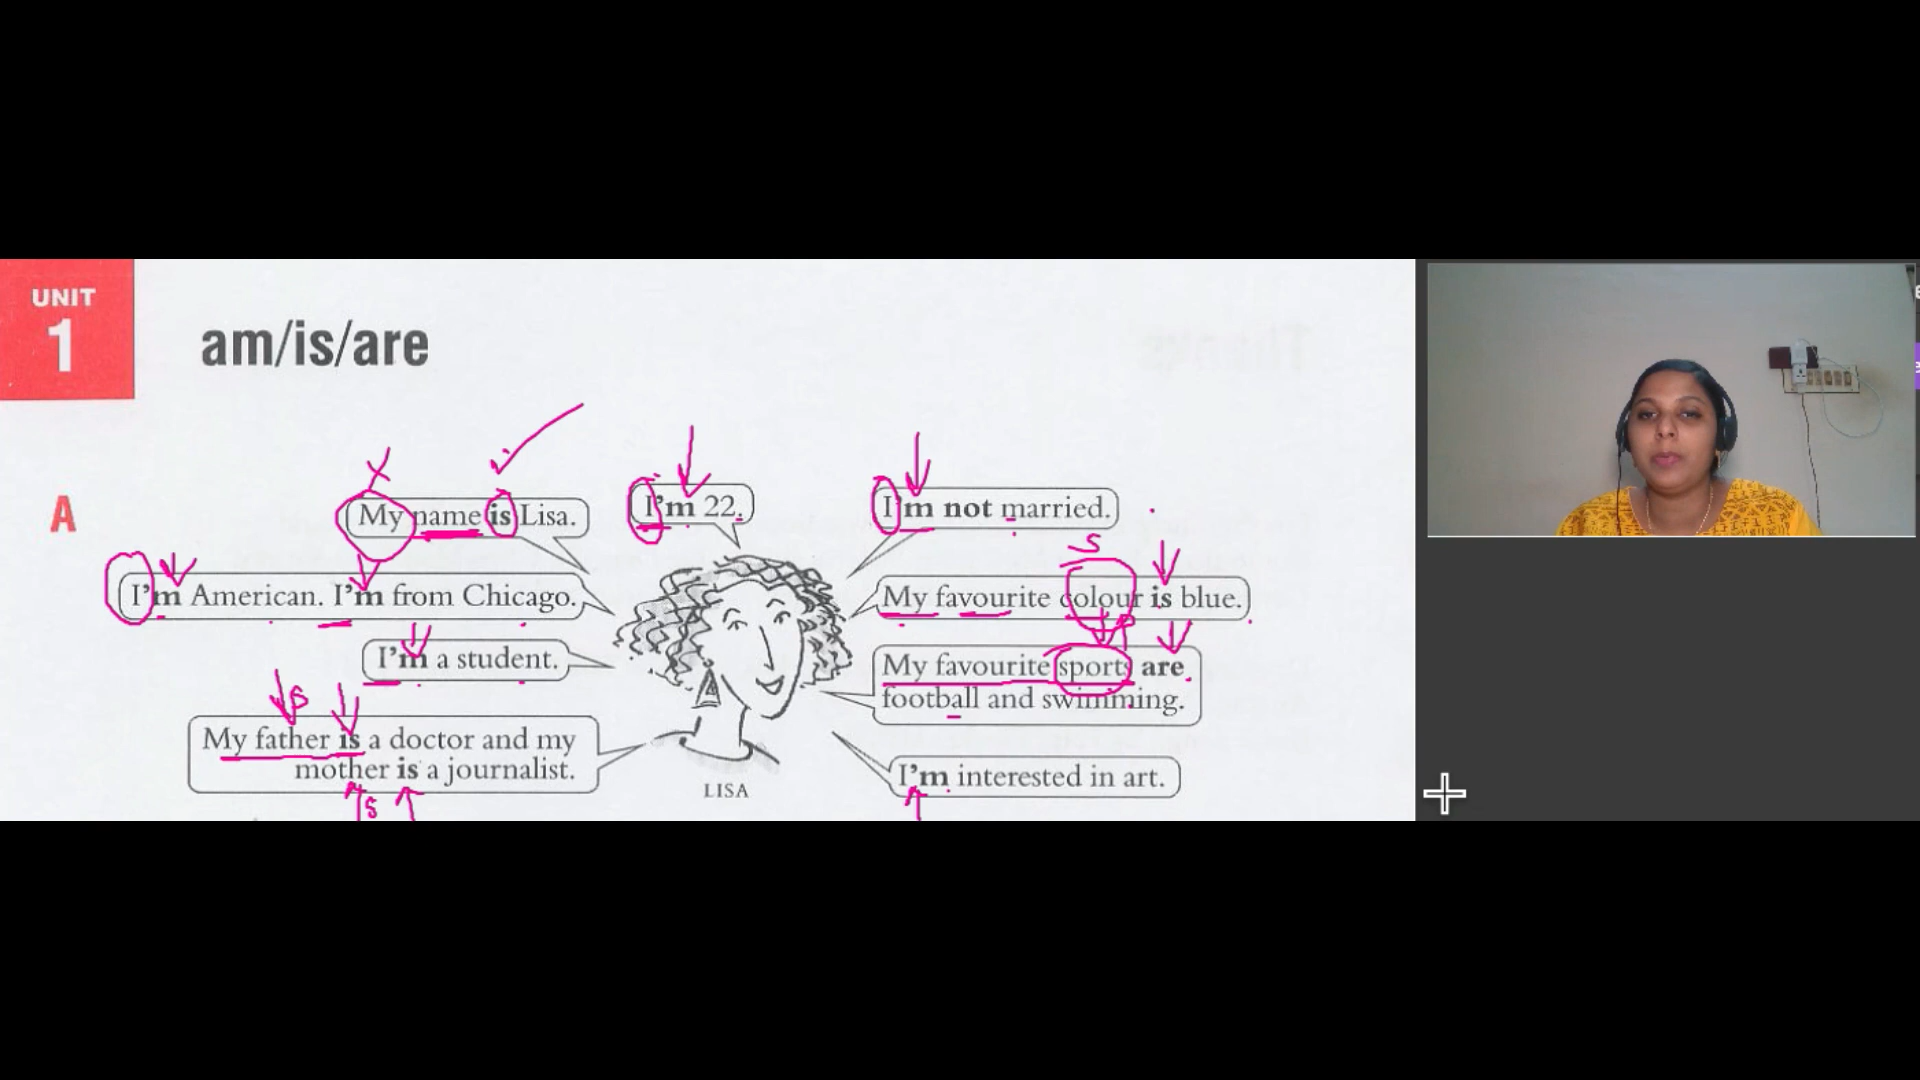 UNIT
1
am/is/are
A
My name is Lisa.
I'm 22.
I'm not married.
I'm American. I'm from Chicago.
My favourite colour is blue.
I'm a student.
My favourite sports are
football and swimming.
My father is a doctor and my
mother is a journalist.
I'm interested in art.
LISA
X
S
P
S
S